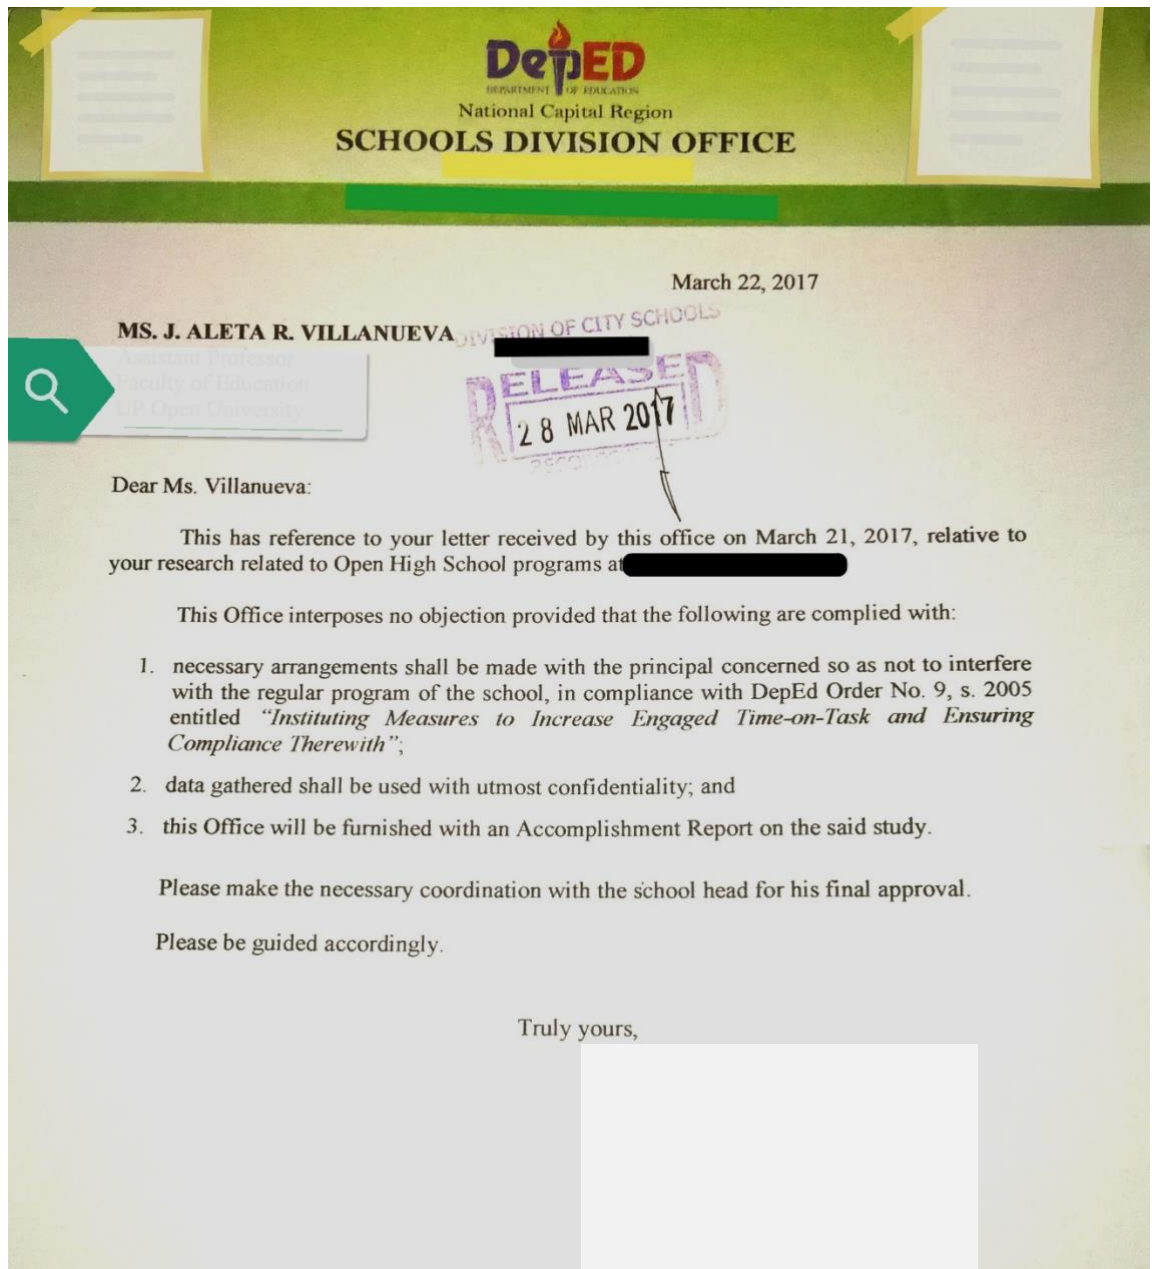 DepED
DEPARTMENT OF EDUCATION
National Capital Region
SCHOOLS DIVISION OFFICE
March 22, 2017
MS. J. ALETA R. VILLANUEVA
Assistant Professor
Faculty of Education
UP Open University
DIVISION OF CITY SCHOOLS
RELEASED
28 MAR 2017
Dear Ms. Villanueva:
This has reference to your letter received by this office on March 21, 2017, relative to
your research related to Open High School programs at
This Office interposes no objection provided that the following are complied with:
1. necessary arrangements shall be made with the principal concerned so as not to interfere
with the regular program of the school, in compliance with DepEd Order No. 9, s. 2005
entitled “Instituting Measures to Increase Engaged Time-on-Task and Ensuring
Compliance Therewith”;
2. data gathered shall be used with utmost confidentiality; and
3. this Office will be furnished with an Accomplishment Report on the said study.
Please make the necessary coordination with the school head for his final approval.
Please be guided accordingly.
Truly yours,